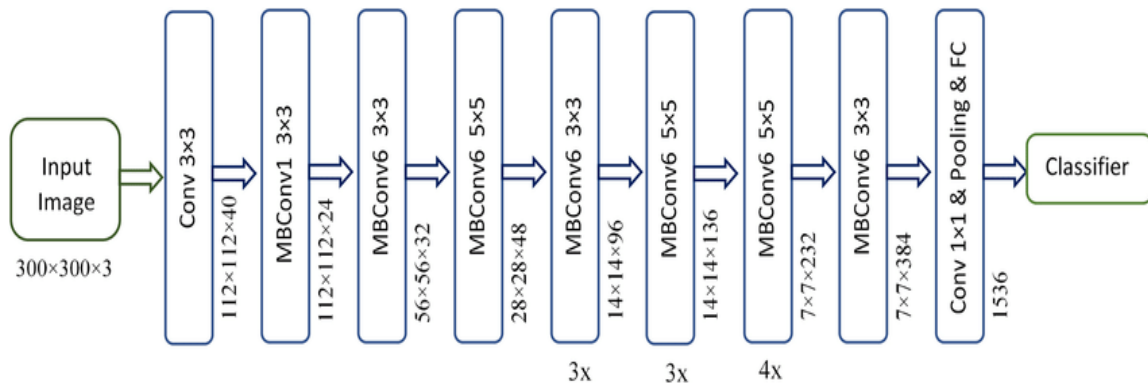 Input
Image
300×300×3
Conv 3×3
112×112×40
MBConv1 3×3
112×112×24
MBConv6 3×3
56×56×32
MBConv6 5×5
28×28×48
MBConv6 3×3
3x
14×14×96
MBConv6 5×5
3x
14×14×136
MBConv6 5×5
4x
7×7×232
MBConv6 3×3
7×7×384
Conv 1×1 & Pooling & FC
1536
Classifier